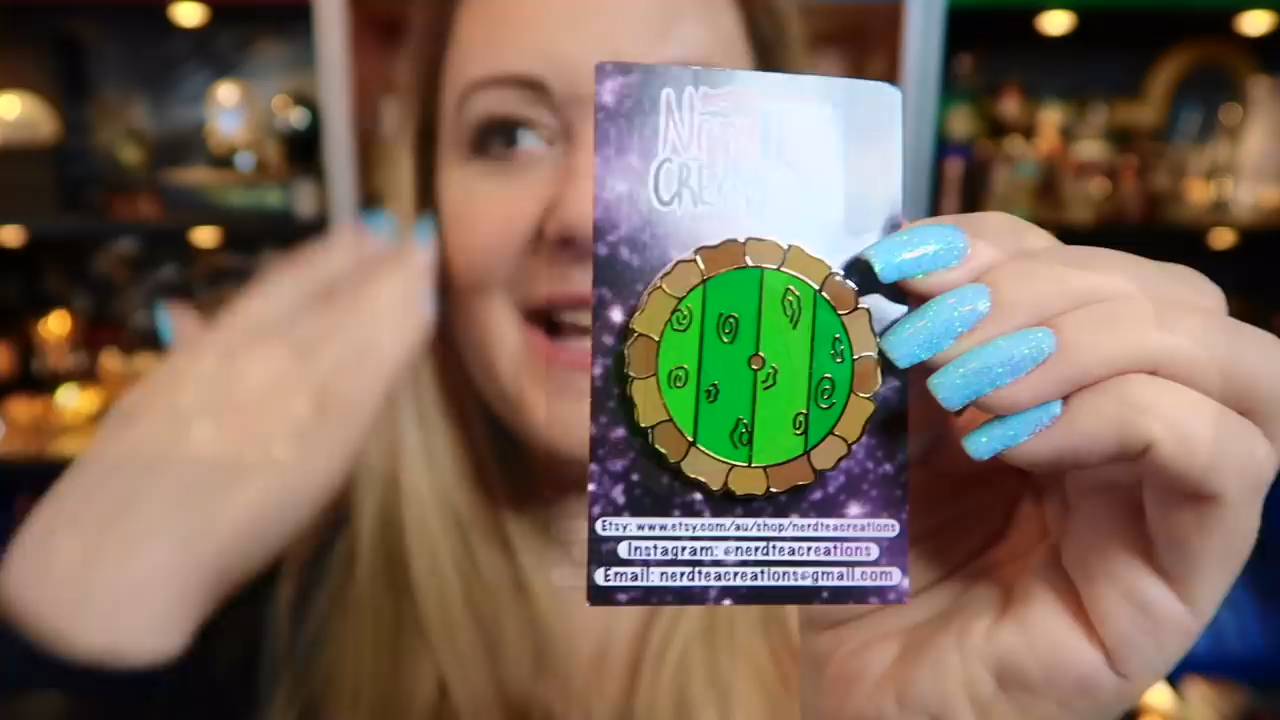 Etsy: www.etsy.com/au/shop/nerdteacreations
Instagram: @nerdteacreations
Email: nerdteacreations@gmail.com